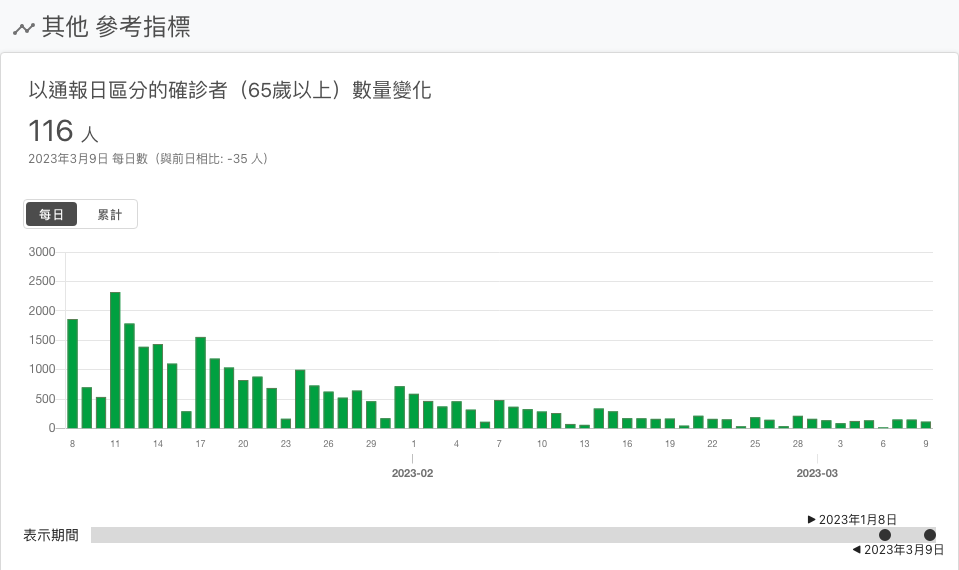 其他 參考指標
以通報日區分的確診者（65歲以上）數量變化
116 人
2023年3月9日 每日數（與前日相比: -35 人）
每日 累計
3000
2500
2000
1500
1000
500
0
8 11 14 17 20 23 26 29 1 4 7 10 13 16 19 22 25 28 3 6 9
2023-02 2023-03
▶ 2023年1月8日
表示期間
◀ 2023年3月9日